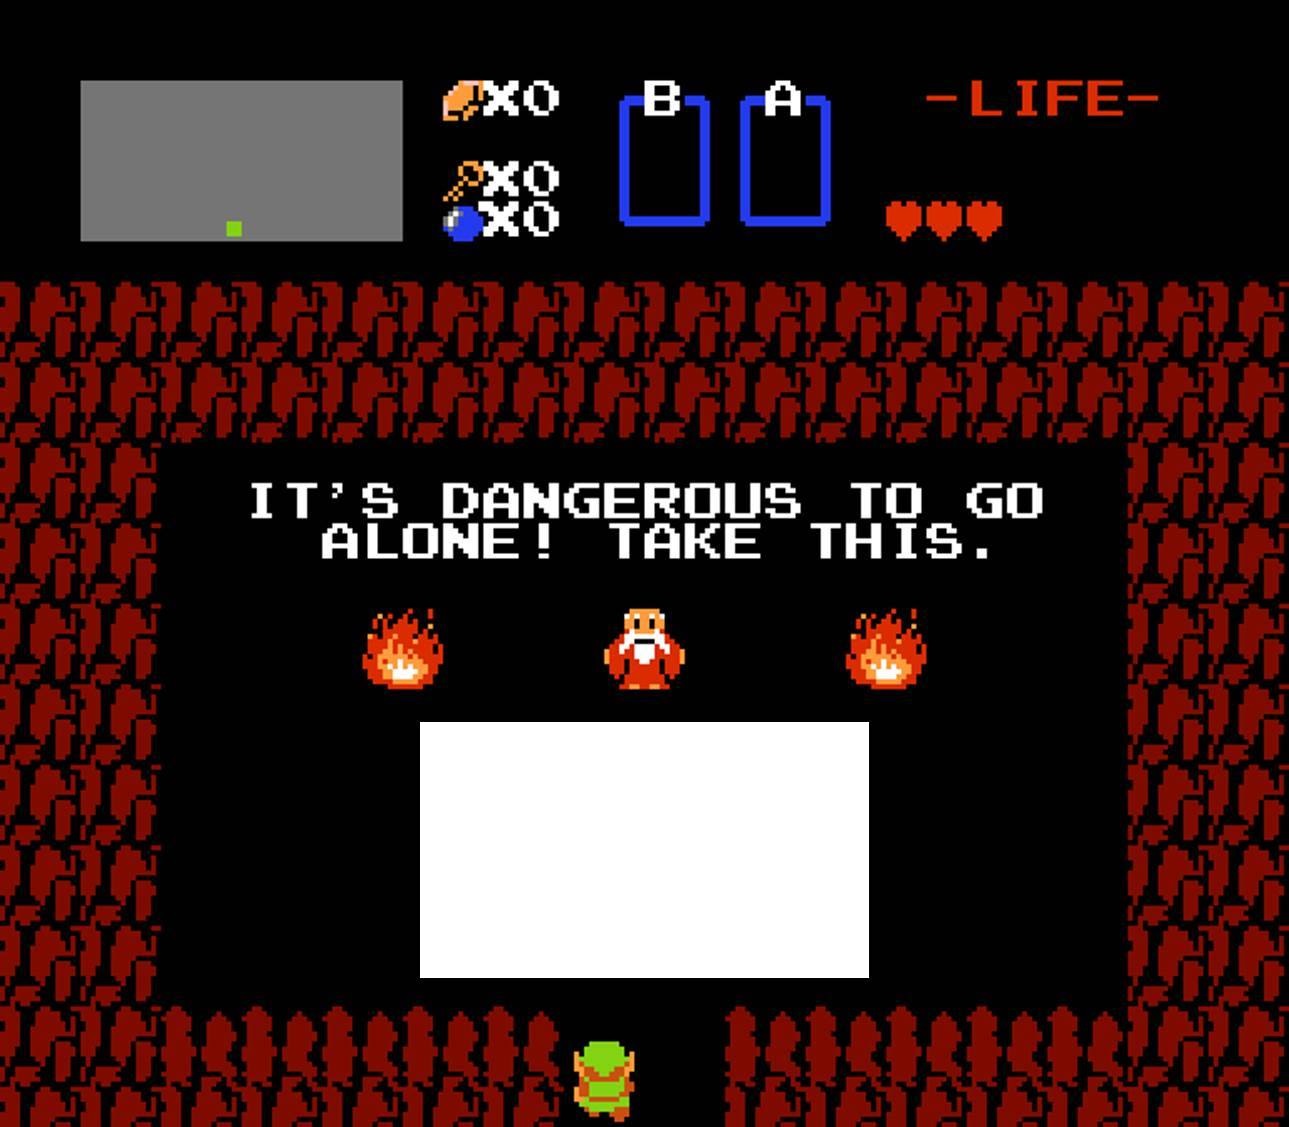 X0
B
A
-LIFE-
X0
X0
IT'S DANGEROUS TO GO
ALONE! TAKE THIS.